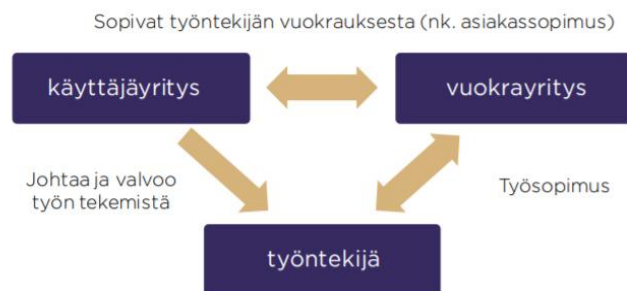 Sopivat työntekijän vuokrauksesta (nk. asiakassopimus)
käyttäjäyritys
vuokrayritys
Johtaa ja valvoo
työn tekemistä
Työsopimus
työntekijä